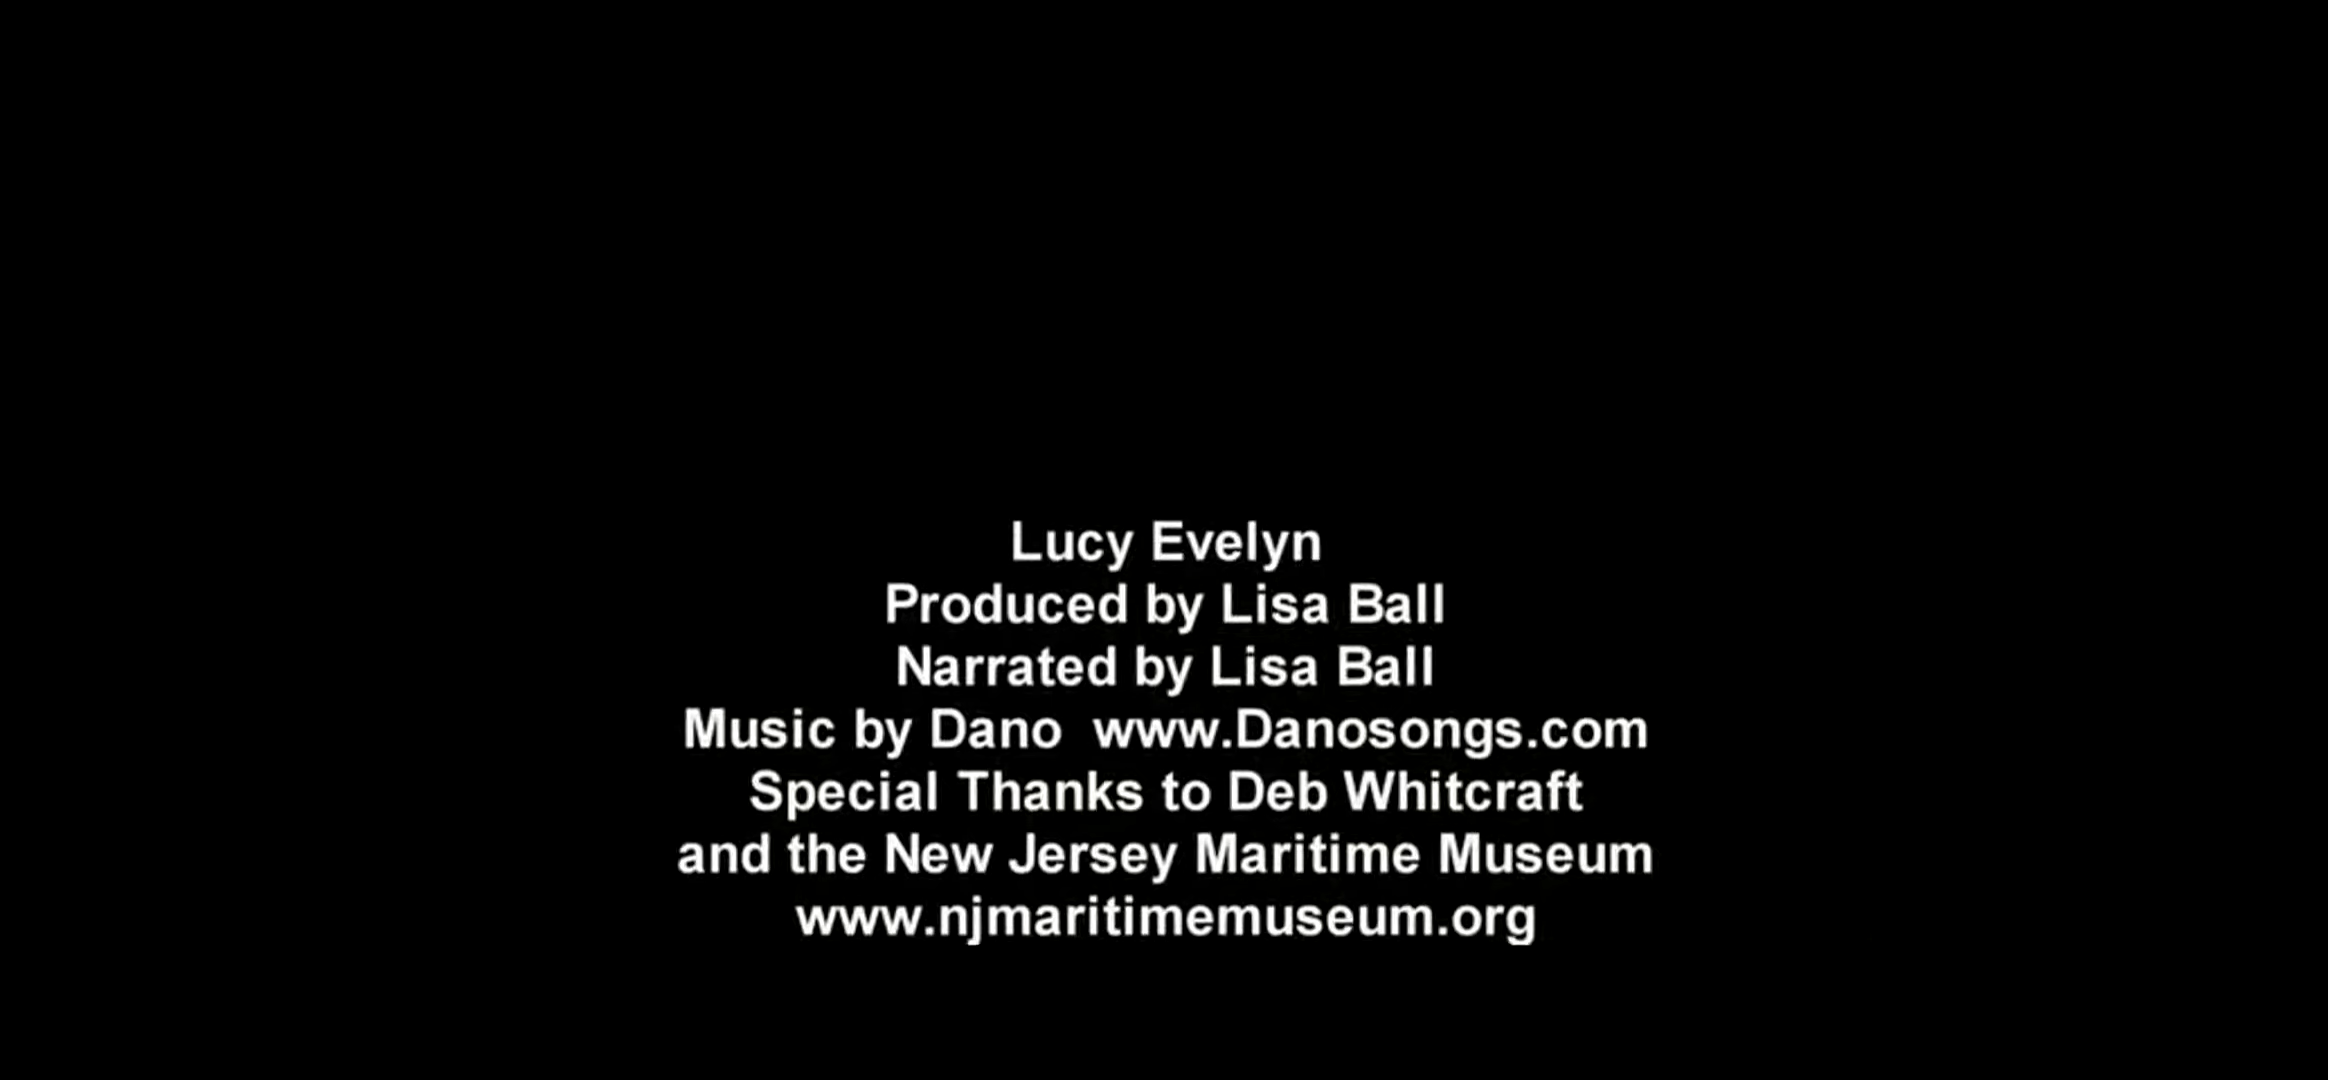 Lucy Evelyn
Produced by Lisa Ball
Narrated by Lisa Ball
Music by Dano  www.Danosongs.com
Special Thanks to Deb Whitcraft
and the New Jersey Maritime Museum
www.njmaritimemuseum.org